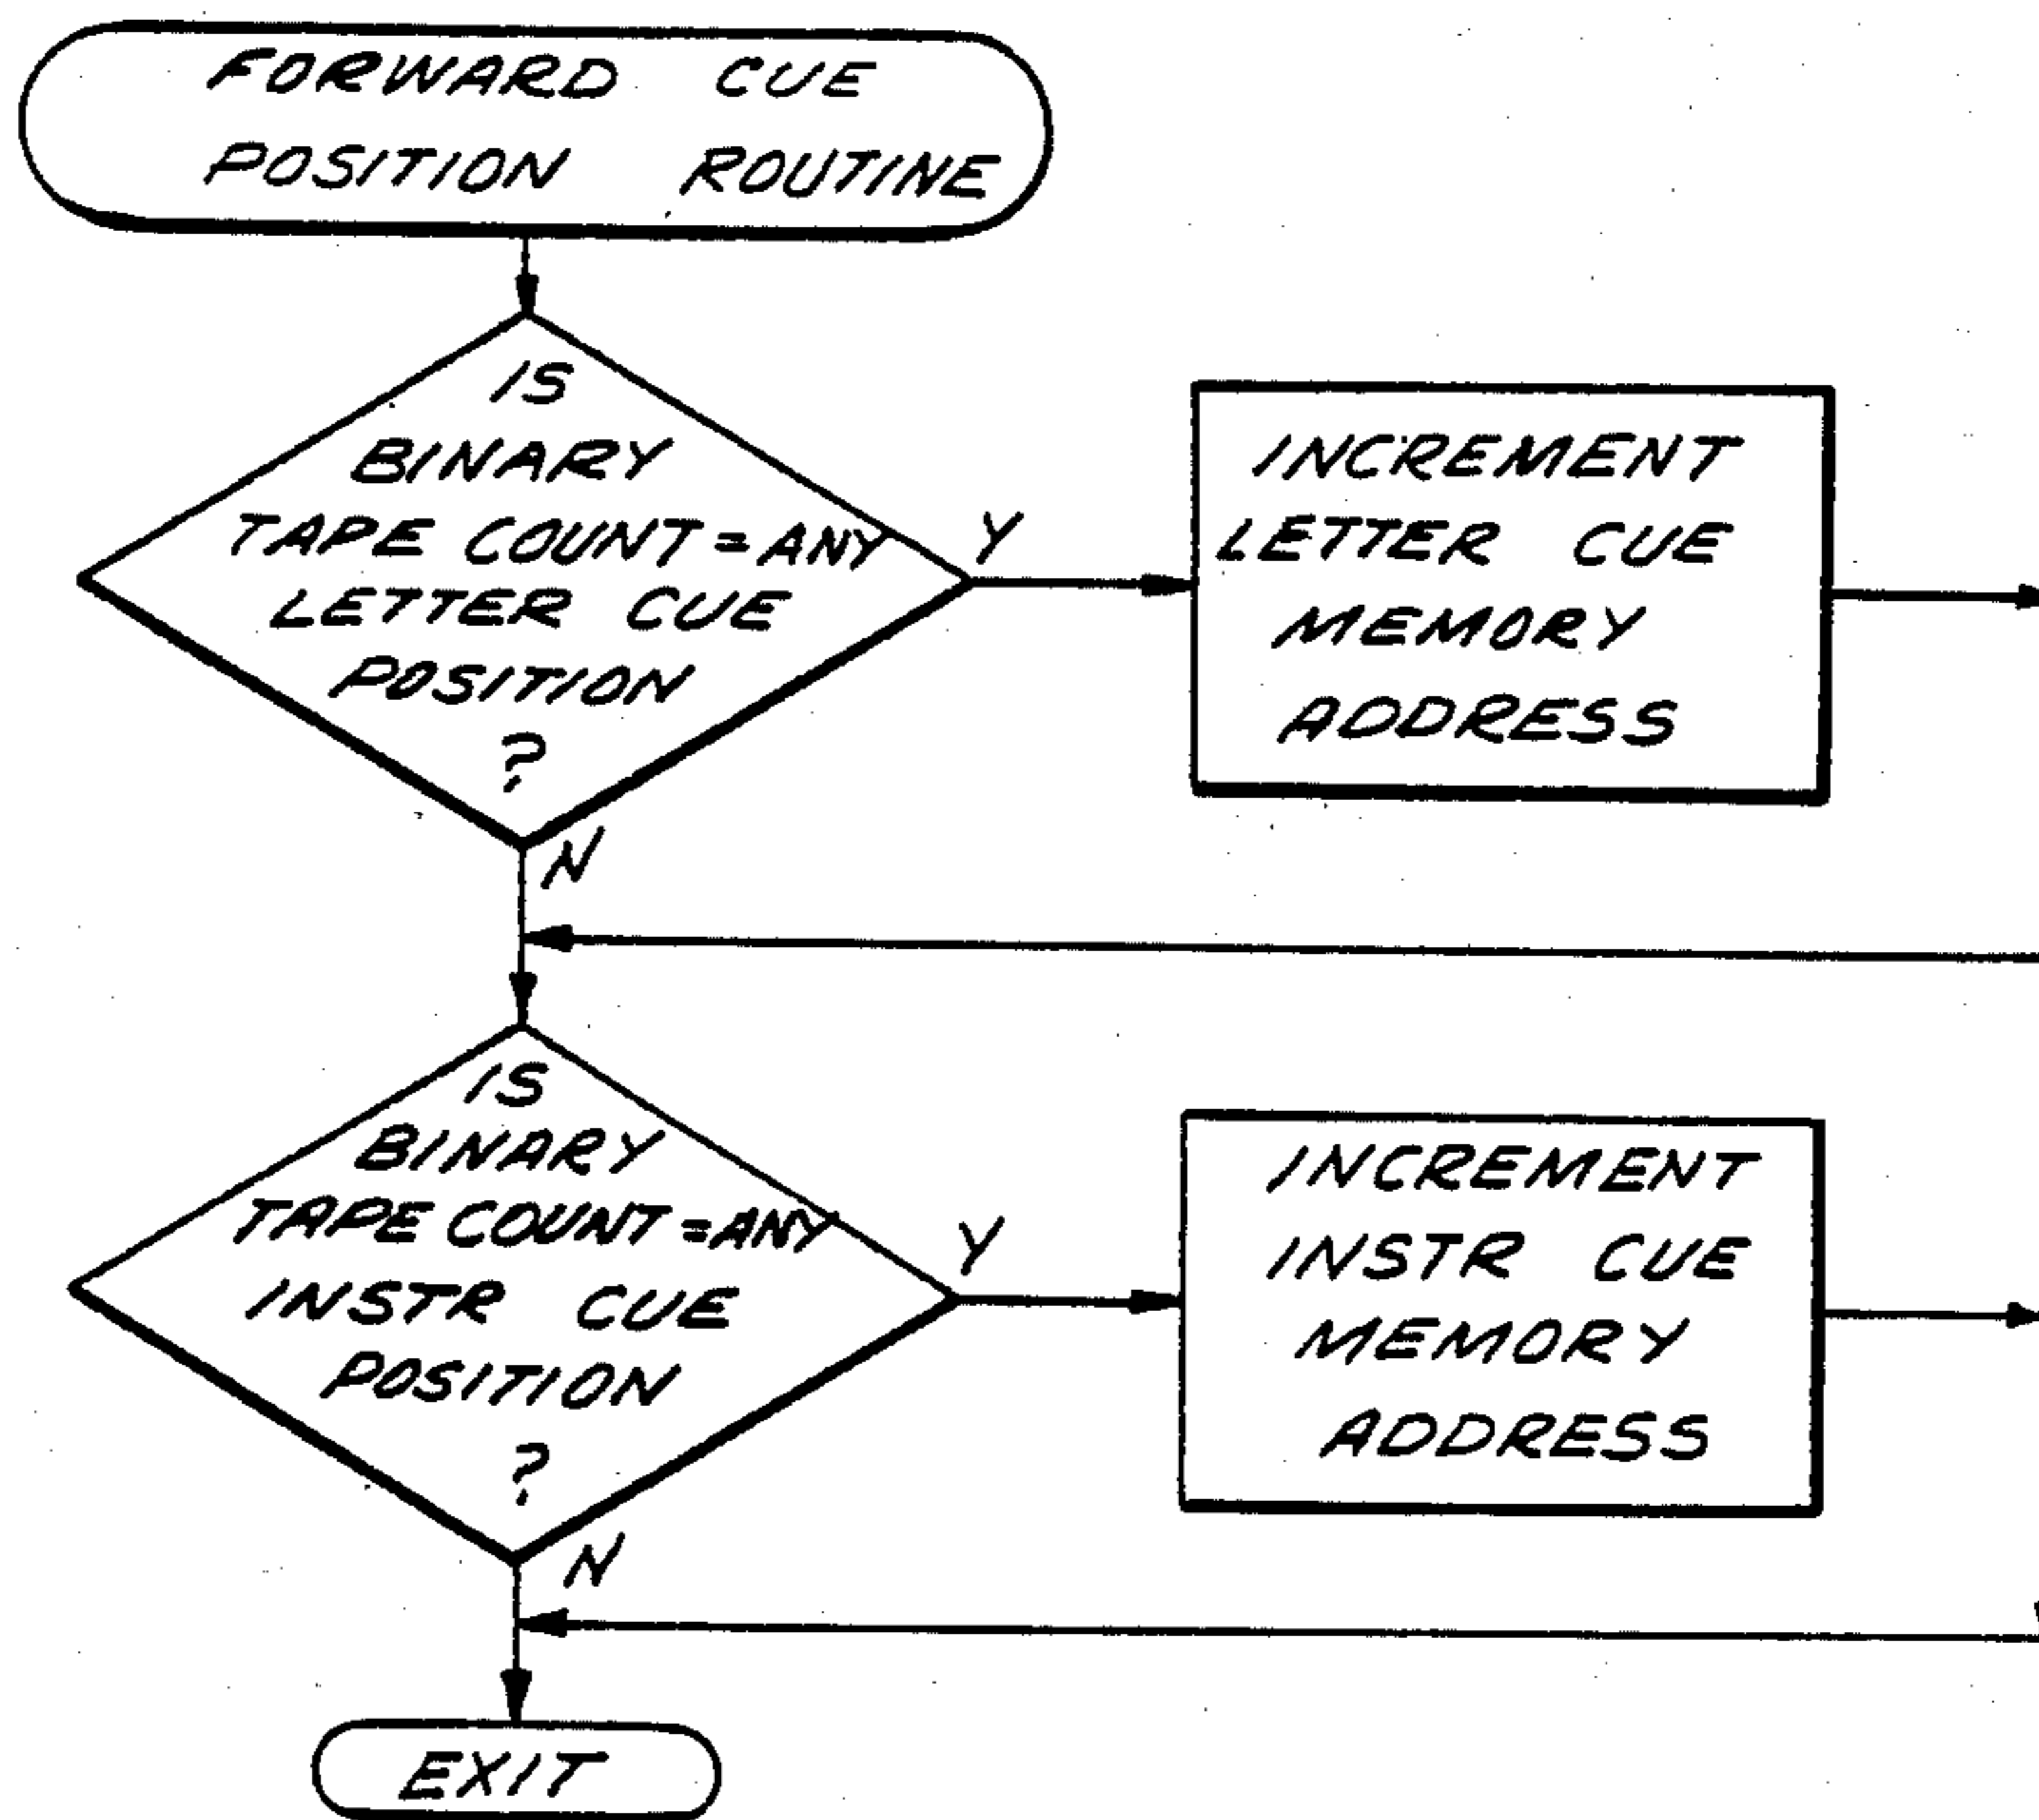 FORWARD CUE
POSITION ROUTINE
IS
BINARY
TAPE COUNT = ANY
LETTER CUE
POSITION
?
Y
N
INCREMENT
LETTER CUE
MEMORY
ADDRESS
IS
BINARY
TAPE COUNT = ANY
INSTR CUE
POSITION
?
Y
N
INCREMENT
INSTR CUE
MEMORY
ADDRESS
EXIT